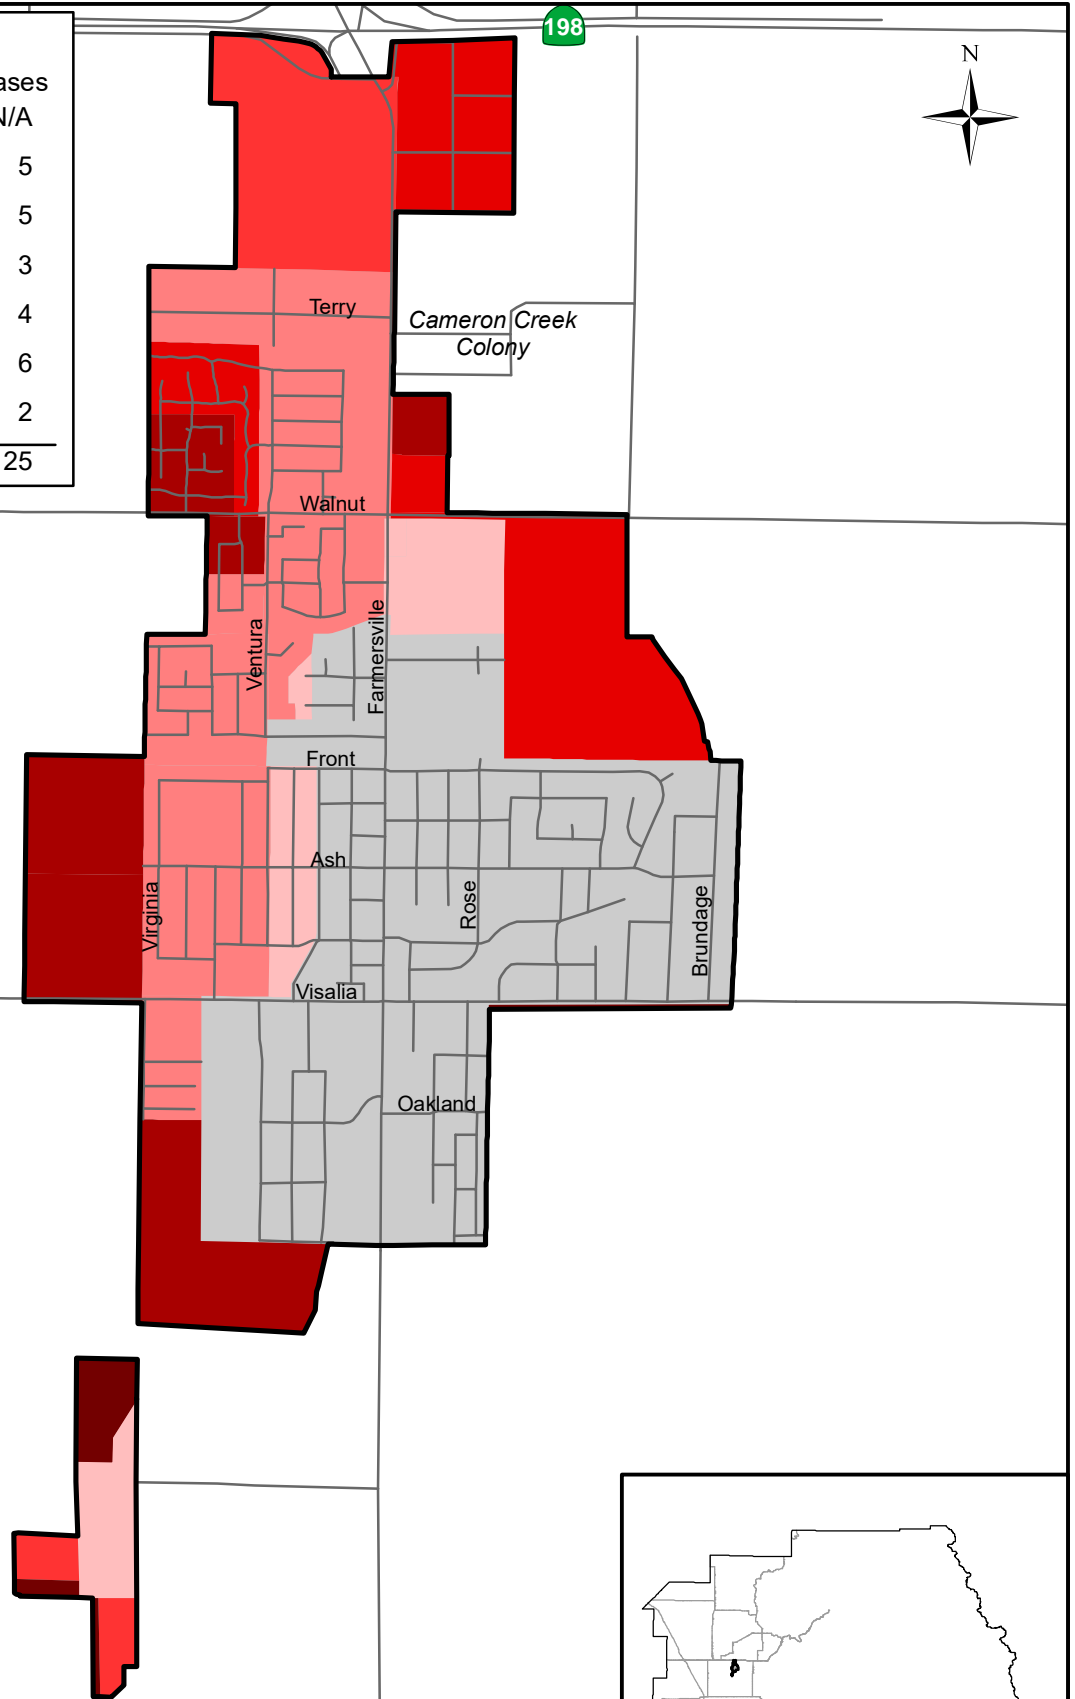 198
N
5
5
3
4
6
2
25
Terry
Cameron Creek
Colony
Walnut
Ventura
Farmersville
Front
Ash
Virginia
Rose
Brundage
Visalia
Oakland